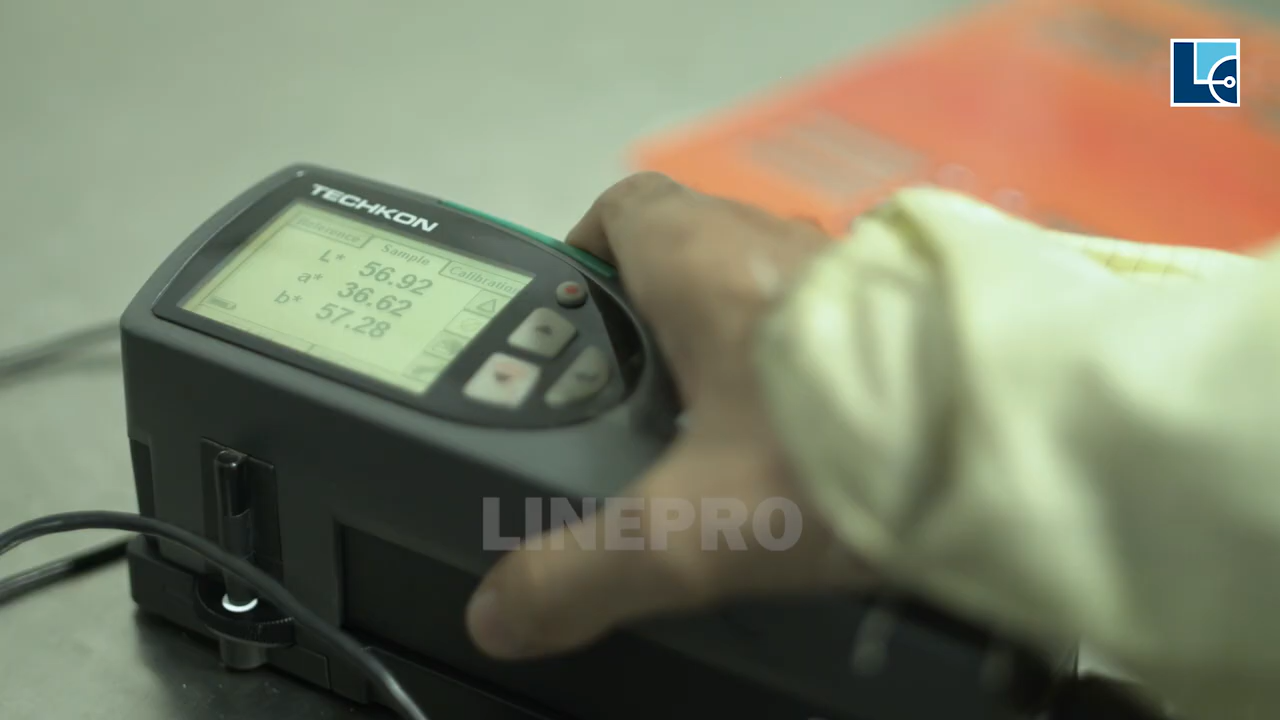 TECHKON
Reference Sample Calibration
L* 56.92
a* 36.62
b* 57.28
LINEPRO